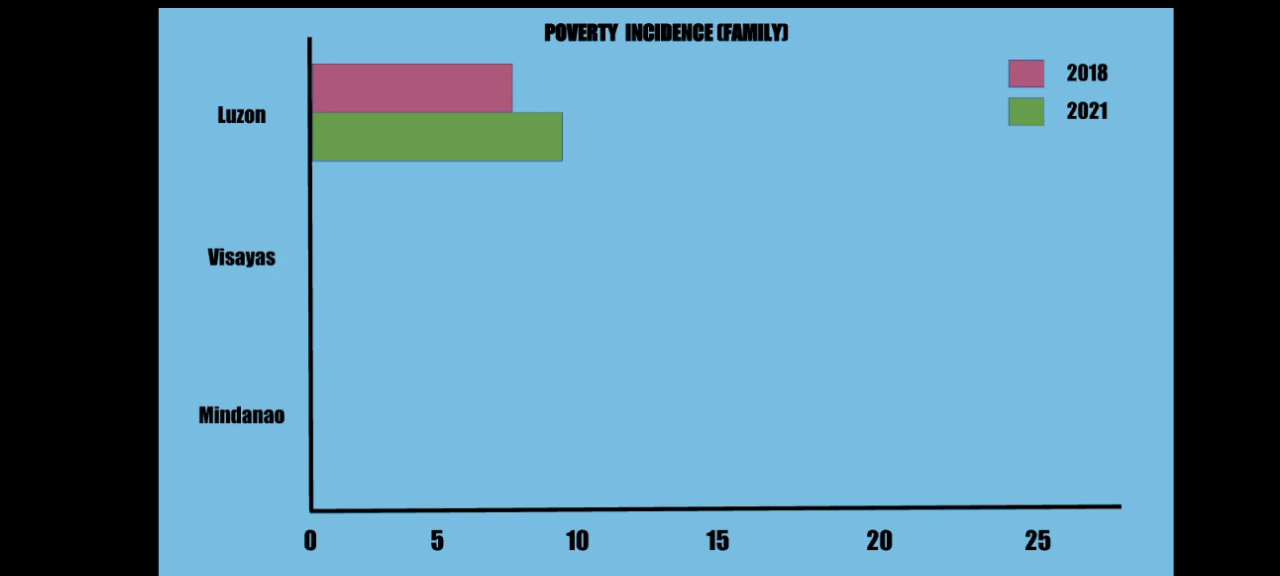 POVERTY INCIDENCE (FAMILY)
2018
2021
Luzon
Visayas
Mindanao
0 5 10 15 20 25